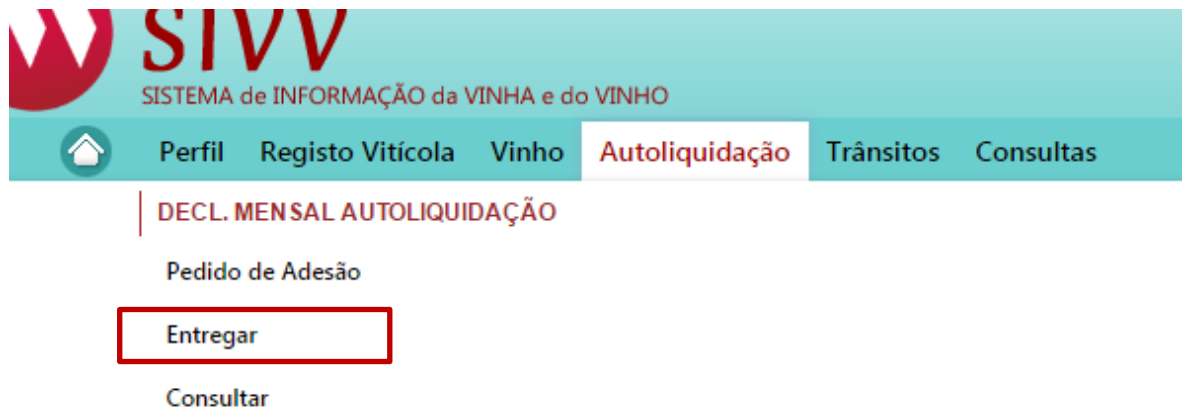 SIVV
SISTEMA de INFORMAÇÃO da VINHA e do VINHO
Perfil Registo Vitícola Vinho Autoliquidação Trânsitos Consultas
DECL. MENSAL AUTOLIQUIDAÇÃO
Pedido de Adesão
Entregar
Consultar